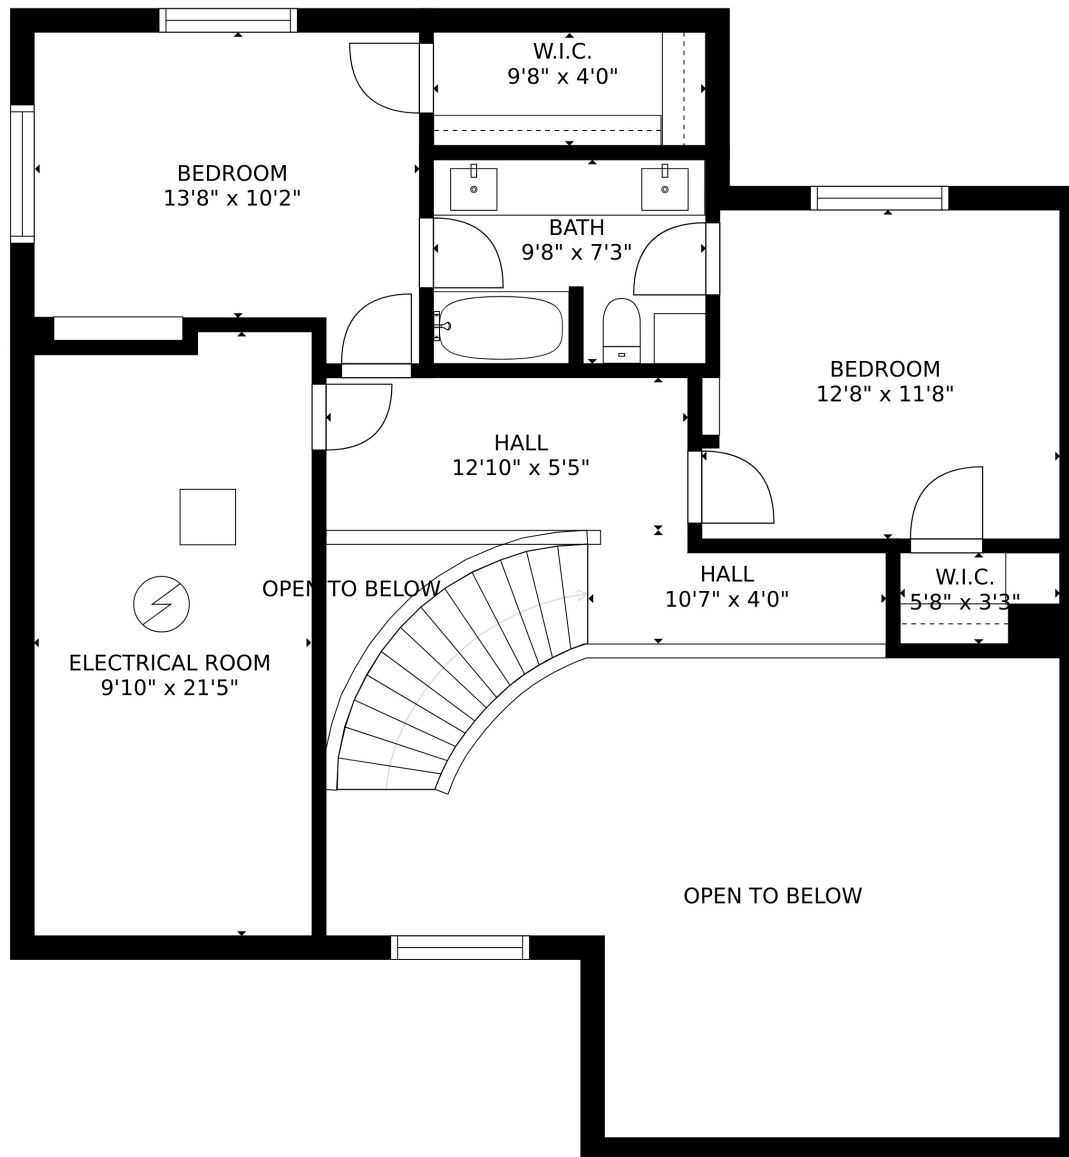 W.I.C.
9'8" x 4'0"
BEDROOM
13'8" x 10'2"
BATH
9'8" x 7'3"
BEDROOM
12'8" x 11'8"
HALL
12'10" x 5'5"
OPEN TO BELOW
HALL
10'7" x 4'0"
W.I.C.
5'8" x 3'3"
ELECTRICAL ROOM
9'10" x 21'5"
OPEN TO BELOW